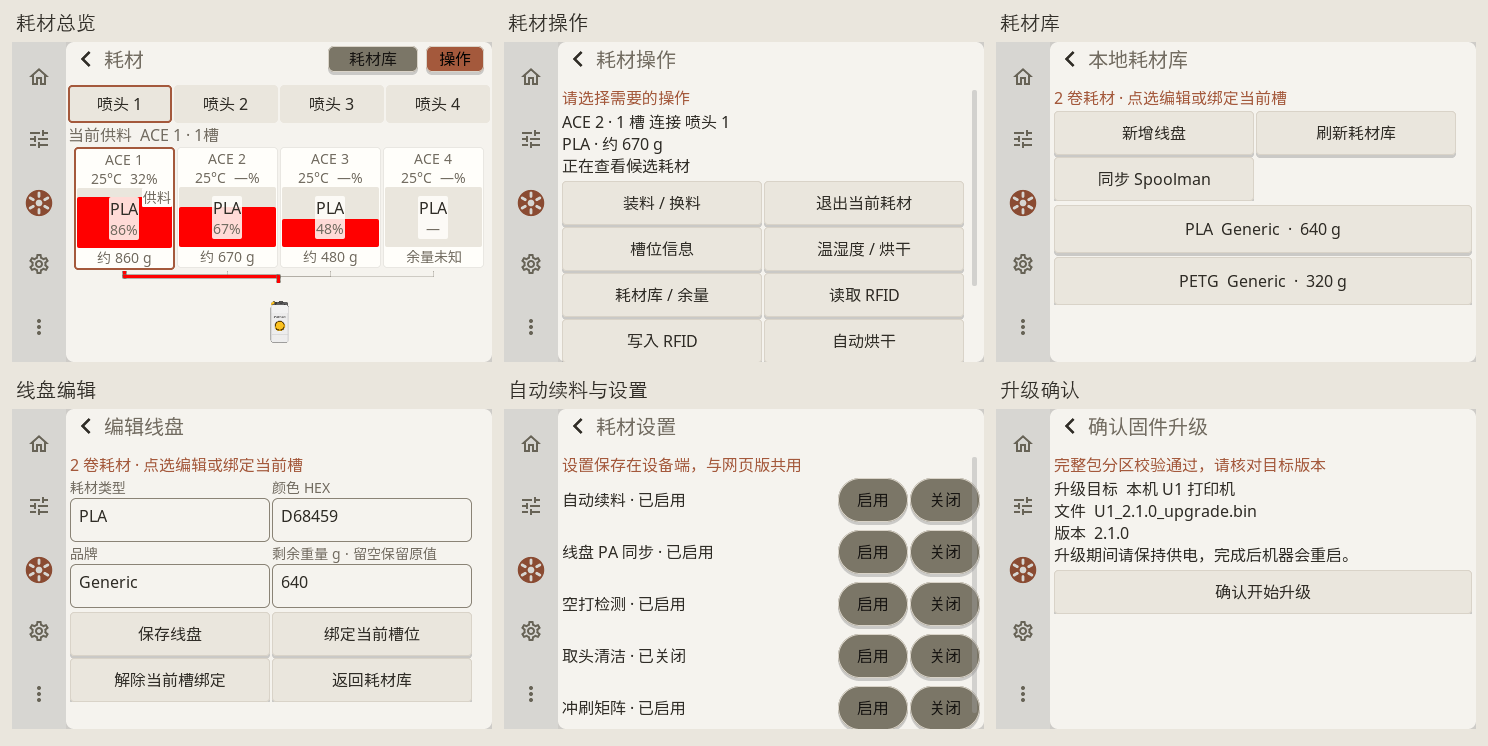 耗材总览
耗材
耗材库
操作
喷头 1
喷头 2
喷头 3
喷头 4
当前供料 ACE 1 · 1槽
ACE 1
25°C 32%
供料
PLA
86%
约 860 g
ACE 2
25°C —%
PLA
67%
约 670 g
ACE 3
25°C —%
PLA
48%
约 480 g
ACE 4
25°C —%
PLA
—
余量未知
耗材操作
耗材操作
请选择需要的操作
ACE 2 · 1 槽 连接 喷头 1
PLA · 约 670 g
正在查看候选耗材
装料 / 换料
退出当前耗材
槽位信息
温湿度 / 烘干
耗材库 / 余量
读取 RFID
写入 RFID
自动烘干
耗材库
本地耗材库
2 卷耗材 · 点选编辑或绑定当前槽
新增线盘
刷新耗材库
同步 Spoolman
PLA Generic · 640 g
PETG Generic · 320 g
线盘编辑
编辑线盘
2 卷耗材 · 点选编辑或绑定当前槽
耗材类型
颜色 HEX
PLA
D68459
品牌
剩余重量 g · 留空保留原值
Generic
640
保存线盘
绑定当前槽位
解除当前槽绑定
返回耗材库
自动续料与设置
耗材设置
设置保存在设备端，与网页版共用
自动续料 · 已启用
启用
关闭
线盘 PA 同步 · 已启用
启用
关闭
空打检测 · 已启用
启用
关闭
取头清洁 · 已关闭
启用
关闭
冲刷矩阵 · 已启用
启用
关闭
升级确认
确认固件升级
完整包分区校验通过，请核对目标版本
升级目标 本机 U1 打印机
文件 U1_2.1.0_upgrade.bin
版本 2.1.0
升级期间请保持供电，完成后机器会重启。
确认开始升级